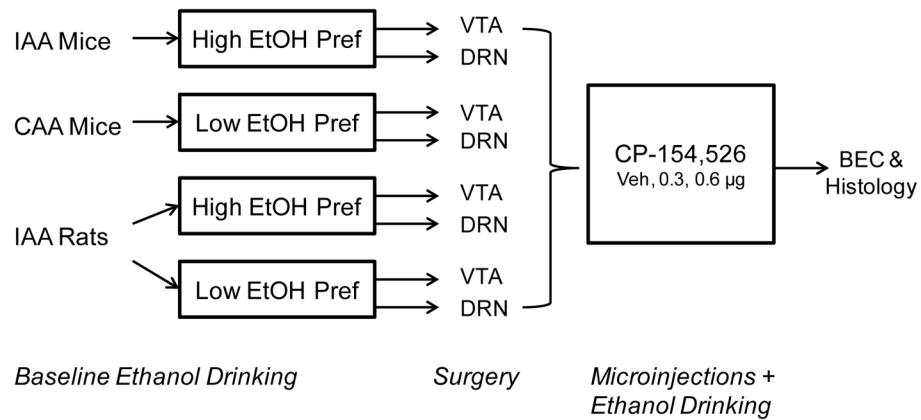 IAA Mice
High EtOH Pref
VTA
DRN
CAA Mice
Low EtOH Pref
VTA
DRN
IAA Rats
High EtOH Pref
VTA
DRN
Low EtOH Pref
VTA
DRN
CP-154,526
Veh, 0.3, 0.6 µg
BEC &
Histology
Baseline Ethanol Drinking
Surgery
Microinjections +
Ethanol Drinking